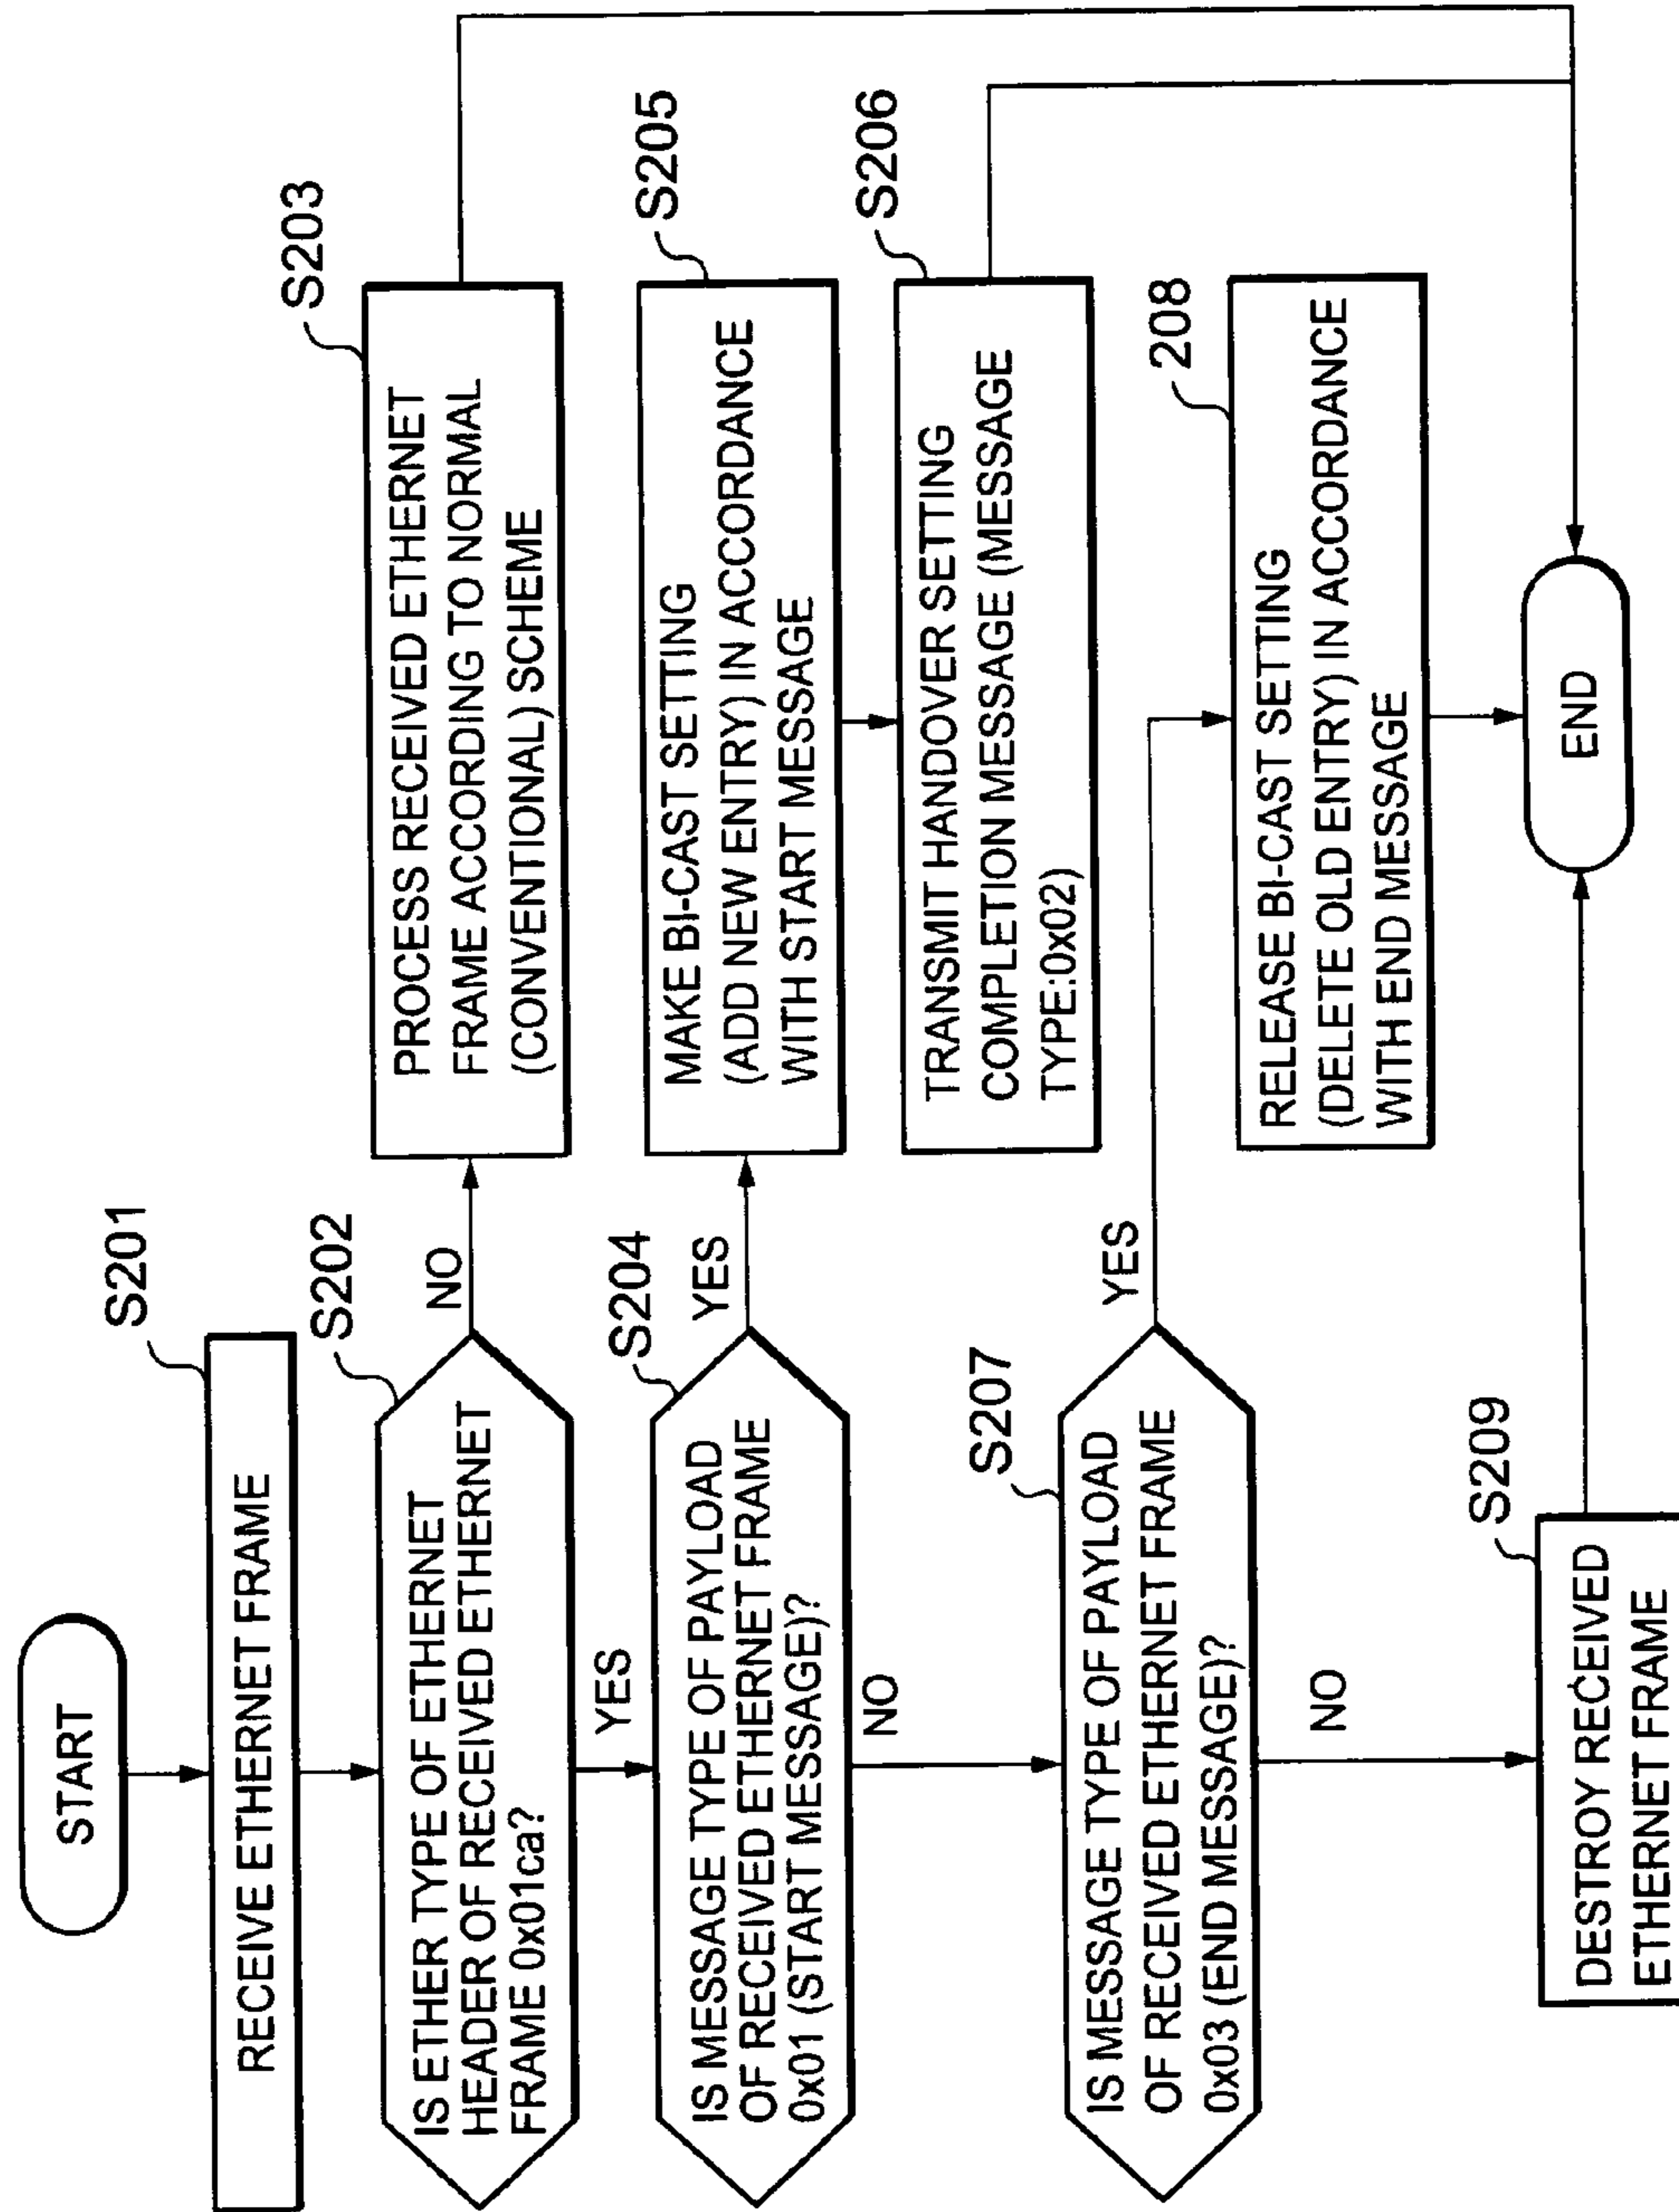 START
S201
RECEIVE ETHERNET FRAME
S202
IS ETHER TYPE OF ETHERNET
HEADER OF RECEIVED ETHERNET
FRAME 0x01ca?
NO
YES
S203
PROCESS RECEIVED ETHERNET
FRAME ACCORDING TO NORMAL
(CONVENTIONAL) SCHEME
S204
IS MESSAGE TYPE OF PAYLOAD
OF RECEIVED ETHERNET FRAME
0x01 (START MESSAGE)?
YES
NO
S205
MAKE BI-CAST SETTING
(ADD NEW ENTRY) IN ACCORDANCE
WITH START MESSAGE
S206
TRANSMIT HANDOVER SETTING
COMPLETION MESSAGE (MESSAGE
TYPE:0x02)
S207
IS MESSAGE TYPE OF PAYLOAD
OF RECEIVED ETHERNET FRAME
0x03 (END MESSAGE)?
YES
NO
208
RELEASE BI-CAST SETTING
(DELETE OLD ENTRY) IN ACCORDANCE
WITH END MESSAGE
S209
DESTROY RECEIVED
ETHERNET FRAME
END